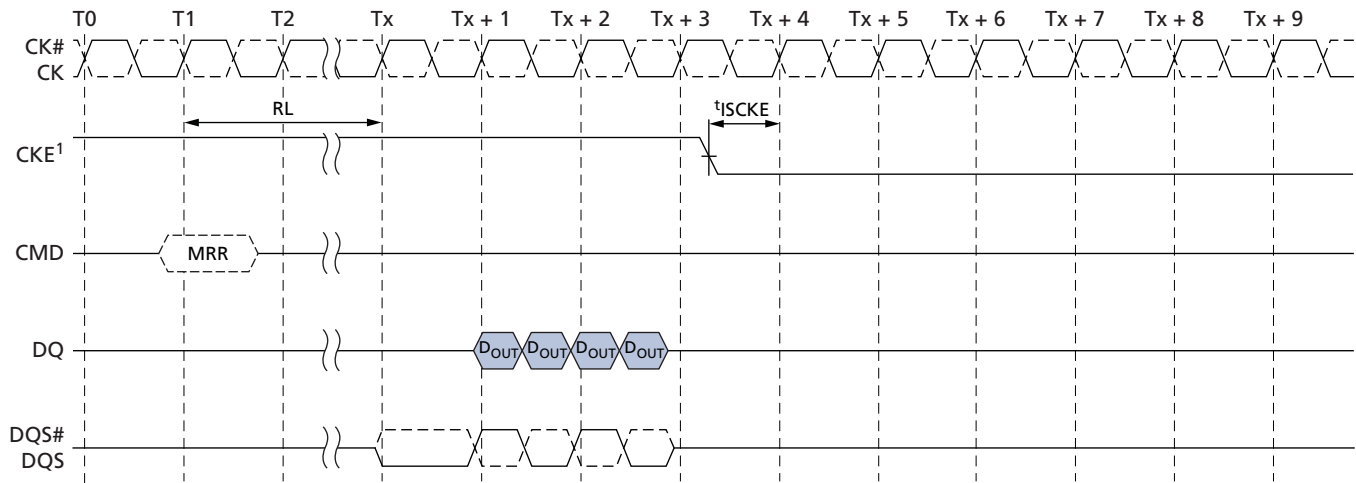 T0 T1 T2 Tx Tx + 1 Tx + 2 Tx + 3 Tx + 4 Tx + 5 Tx + 6 Tx + 7 Tx + 8 Tx + 9
CK#
CK
RL
tISCKE
CKE1
CMD
MRR
DQ
DOUT DOUT DOUT DOUT
DQS#
DQS